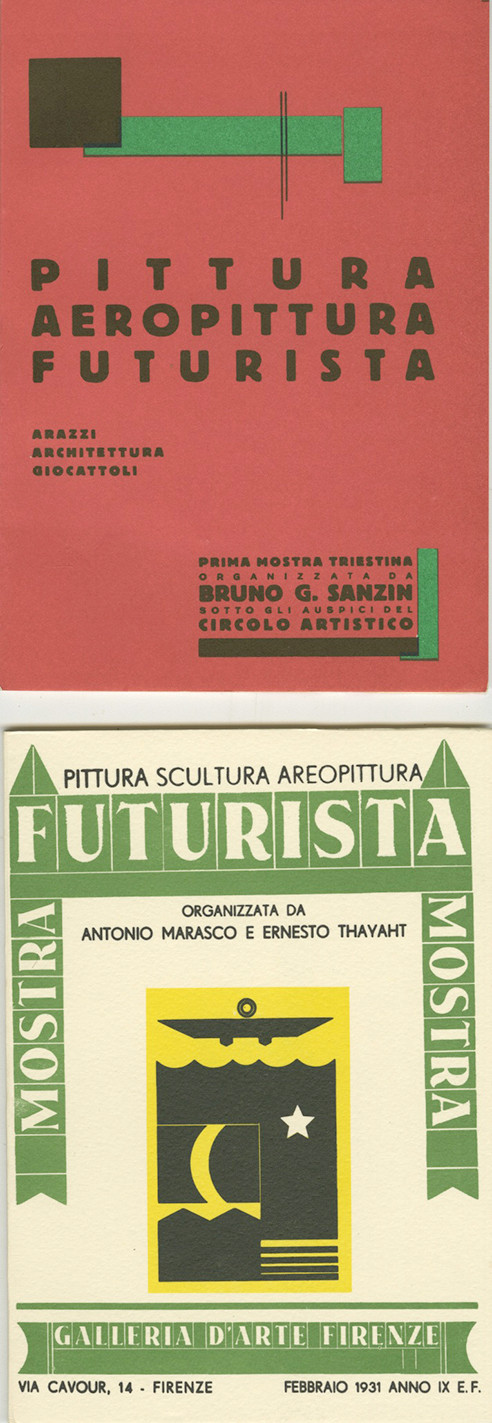 PITTURA
AEROPITTURA
FUTURISTA
ARAZZI
ARCHITETTURA
GIOCATTOLI
PRIMA MOSTRA TRIESTINA
ORGANIZZATA DA
BRUNO G. SANZIN
SOTTO GLI AUSPICI DEL
CIRCOLO ARTISTICO
PITTURA SCULTURA AREOPITTURA
FUTURISTA
MOSTRA
MOSTRA
ORGANIZZATA DA
ANTONIO MARASCO E ERNESTO THAYAHT
GALLERIA D'ARTE FIRENZE
VIA CAVOUR, 14 - FIRENZE FEBBRAIO 1931 ANNO IX E.F.